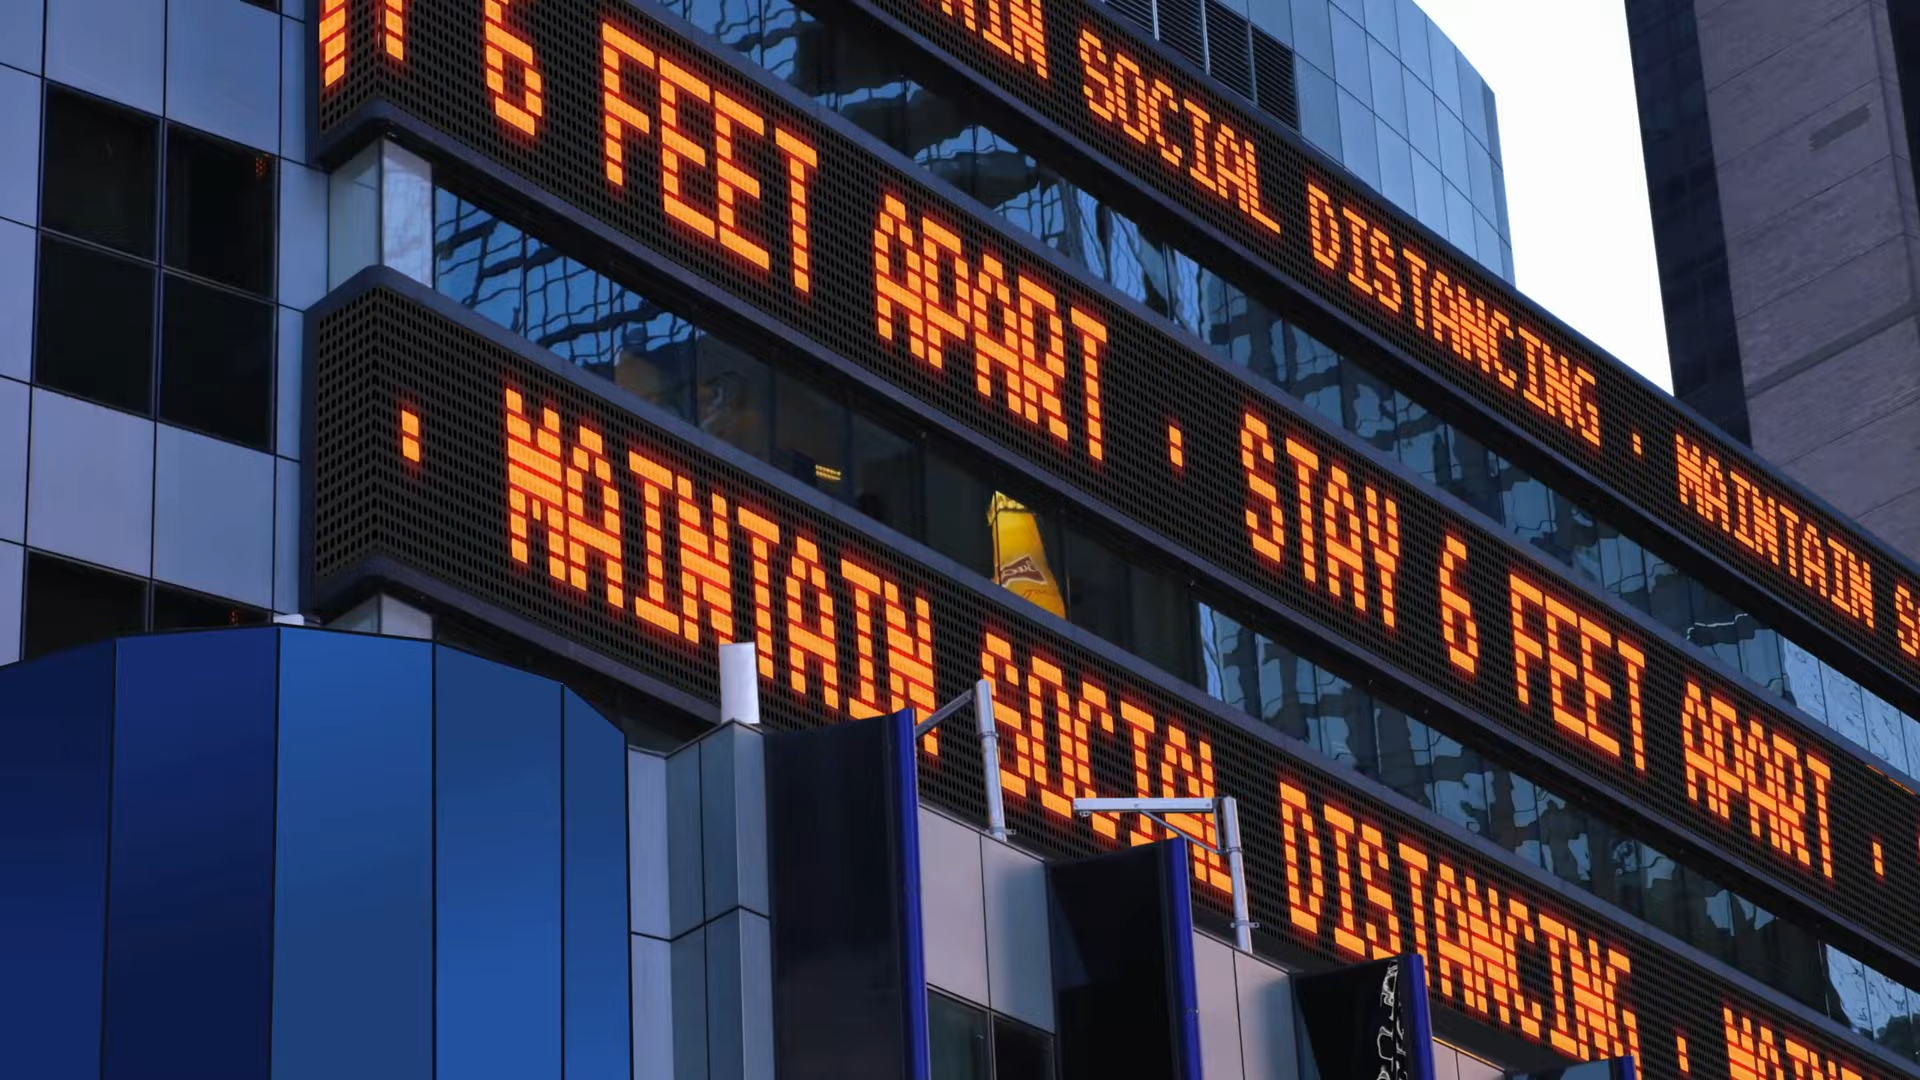 SOCIAL DISTANCING · MAINTAIN
6 FEET APART · STAY 6 FEET APART ·
· MAINTAIN SOCIAL DISTANCING ·